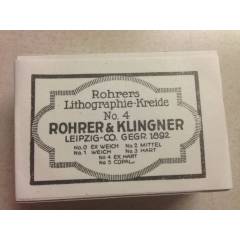 Rohrers
Lithographie-Kreide
No. 4
ROHRER & KLINGNER
LEIPZIG-CO. GEGR. 1892
No. 0 EX WEICH No. 2 MITTEL
No. 1 WEICH No. 3 HART
No. 4 EX HART
No. 5 COPAL